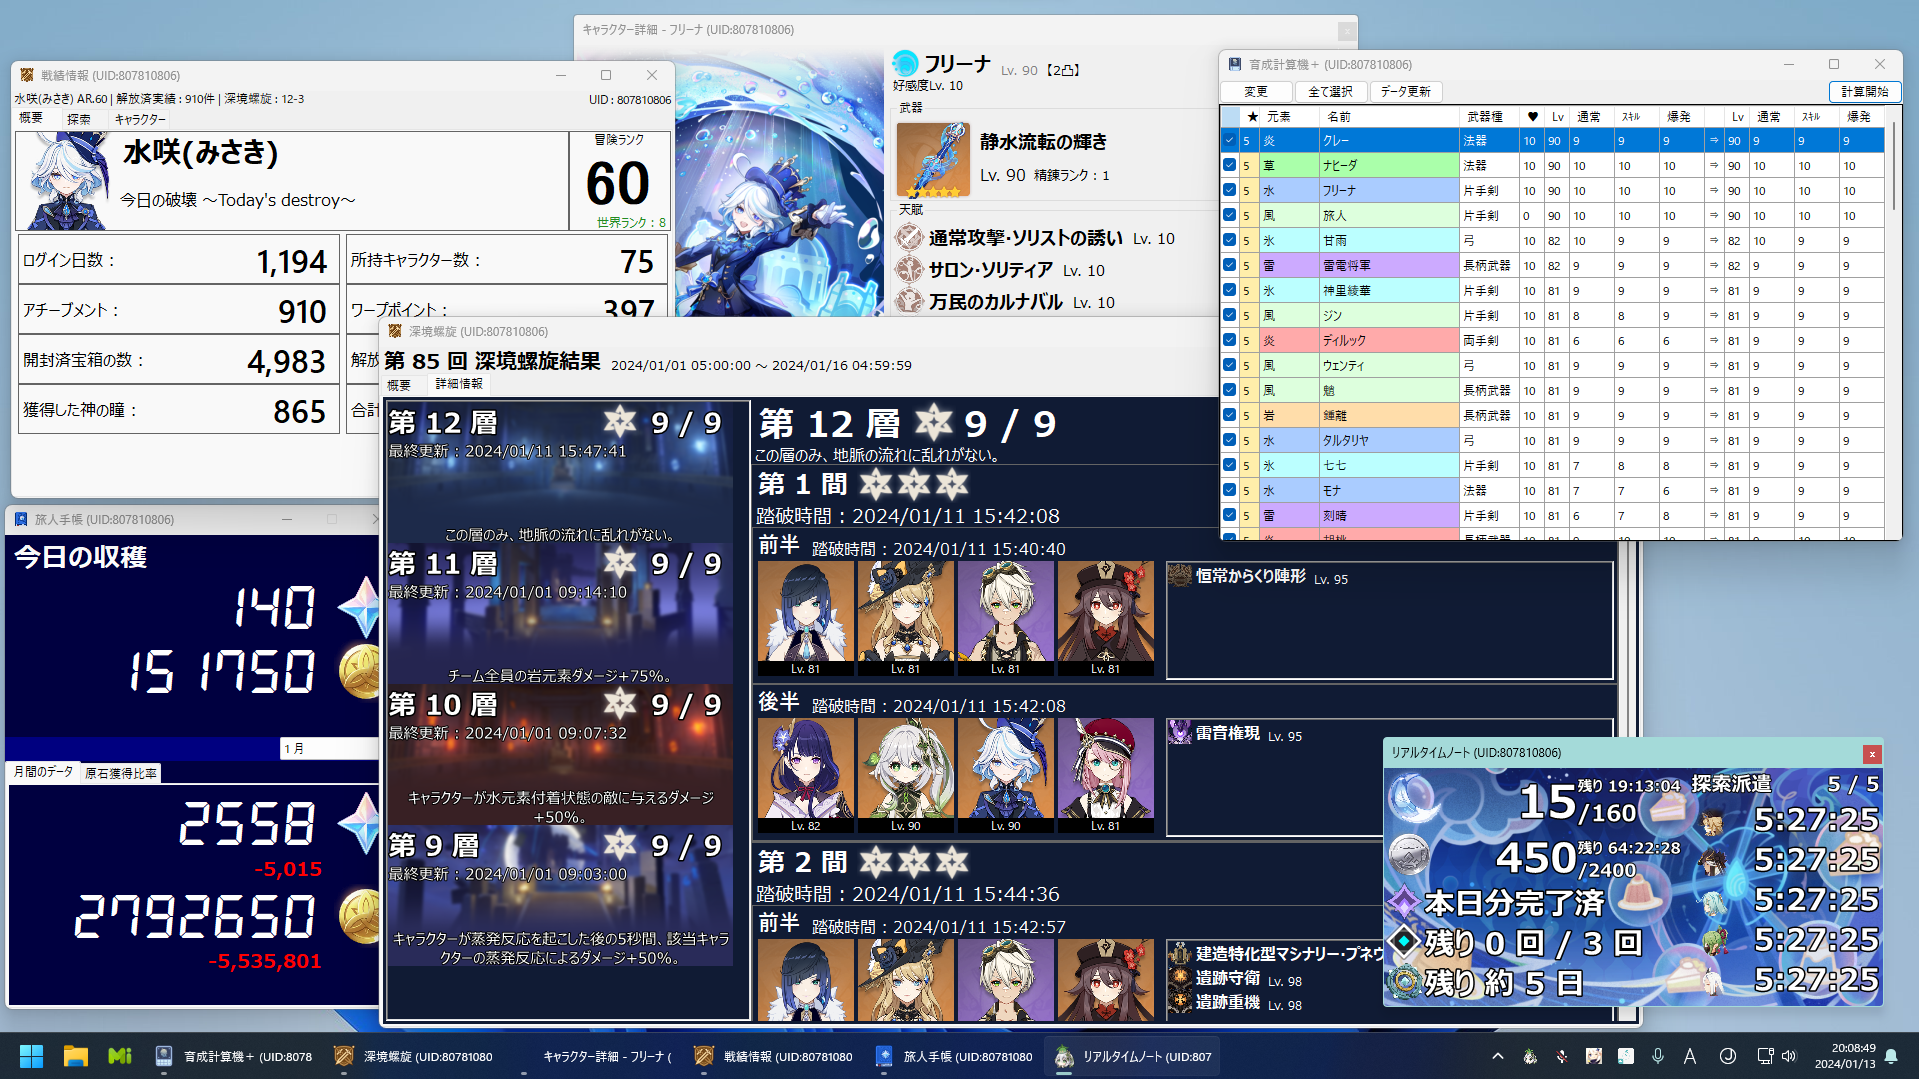 キャラクター詳細 - フリーナ (UID:807810806)
フリーナ Lv. 90 【2凸】
好感度Lv. 10
武器
静水流転の輝き
Lv. 90 精錬ランク : 1
天賦
通常攻撃・ソリストの誘い Lv. 10
サロン・ソリティア Lv. 10
万民のカルナバル Lv. 10
戦績情報 (UID:807810806)
水咲(みさき) AR.60 | 解放済実績 : 910件 | 深境螺旋 : 12-3
UID : 807810806
概要 探索 キャラクター
水咲(みさき)
今日の破壊 ～Today's destroy～
冒険ランク
60
世界ランク : 8
ログイン日数 : 1,194
所持キャラクター数 : 75
アチーブメント : 910
ワープポイント : 397
開封済宝箱の数 : 4,983
解放
獲得した神の瞳 : 865
合計
育成計算機＋ (UID:807810806)
変更 全て選択 データ更新 計算開始
★ 元素 名前 武器種 ♥ Lv 通常 ｽｷﾙ 爆発 Lv 通常 ｽｷﾙ 爆発
5 炎 クレー 法器 10 90 9 9 9 ⇒ 90 9 9 9
5 草 ナヒーダ 法器 10 90 10 10 10 ⇒ 90 10 10 10
5 水 フリーナ 片手剣 10 90 10 10 10 ⇒ 90 10 10 10
5 風 旅人 片手剣 0 90 10 10 10 ⇒ 90 10 10 10
5 氷 甘雨 弓 10 82 10 9 9 ⇒ 82 10 9 9
5 雷 雷電将軍 長柄武器 10 82 9 9 9 ⇒ 82 9 9 9
5 氷 神里綾華 片手剣 10 81 9 9 9 ⇒ 81 9 9 9
5 風 ジン 片手剣 10 81 8 8 9 ⇒ 81 9 9 9
5 炎 ディルック 両手剣 10 81 6 6 6 ⇒ 81 9 9 9
5 風 ウェンティ 弓 10 81 9 9 9 ⇒ 81 9 9 9
5 風 魈 長柄武器 10 81 9 9 9 ⇒ 81 9 9 9
5 岩 鍾離 長柄武器 10 81 9 9 9 ⇒ 81 9 9 9
5 水 タルタリヤ 弓 10 81 9 9 9 ⇒ 81 9 9 9
5 氷 七七 片手剣 10 81 7 8 8 ⇒ 81 9 9 9
5 水 モナ 法器 10 81 7 7 6 ⇒ 81 9 9 9
5 雷 刻晴 片手剣 10 81 6 7 8 ⇒ 81 9 9 9
旅人手帳 (UID:807810806)
今日の収穫
140
151750
1 月
月間のデータ 原石獲得比率
2558
-5,015
2792650
-5,535,801
深境螺旋 (UID:807810806)
第 85 回 深境螺旋結果 2024/01/01 05:00:00 ～ 2024/01/16 04:59:59
概要 詳細情報
第 12 層 9 / 9
最終更新 : 2024/01/11 15:47:41
この層のみ、地脈の流れに乱れがない。
第 11 層 9 / 9
最終更新 : 2024/01/01 09:14:10
チーム全員の岩元素ダメージ+75%。
第 10 層 9 / 9
最終更新 : 2024/01/01 09:07:32
キャラクターが水元素付着状態の敵に与えるダメージ
+50%。
第 9 層 9 / 9
最終更新 : 2024/01/01 09:03:00
キャラクターが蒸発反応を起こした後の5秒間、該当キャラ
クターの蒸発反応によるダメージ+50%。
第 12 層 9 / 9
この層のみ、地脈の流れに乱れがない。
第 1 間
踏破時間 : 2024/01/11 15:42:08
前半 踏破時間 : 2024/01/11 15:40:40
Lv. 81 Lv. 81 Lv. 81 Lv. 81
恒常からくり陣形 Lv. 95
後半 踏破時間 : 2024/01/11 15:42:08
Lv. 82 Lv. 90 Lv. 90 Lv. 81
雷音権現 Lv. 95
第 2 間
踏破時間 : 2024/01/11 15:44:36
前半 踏破時間 : 2024/01/11 15:42:57
建造特化型マシナリー・プネウ
遺跡守衛 Lv. 98
遺跡重機 Lv. 98
リアルタイムノート (UID:807810806)
15/160 残り 19:13:04
450/2400 残り 64:22:28
本日分完了済
残り 0 回 / 3 回
残り 約 5 日
探索派遣 5 / 5
5:27:25
5:27:25
5:27:25
5:27:25
5:27:25
育成計算機＋ (UID:8078
深境螺旋 (UID:80781080
キャラクター詳細 - フリーナ (
戦績情報 (UID:80781080
旅人手帳 (UID:80781080
リアルタイムノート (UID:807
A
20:08:49
2024/01/13